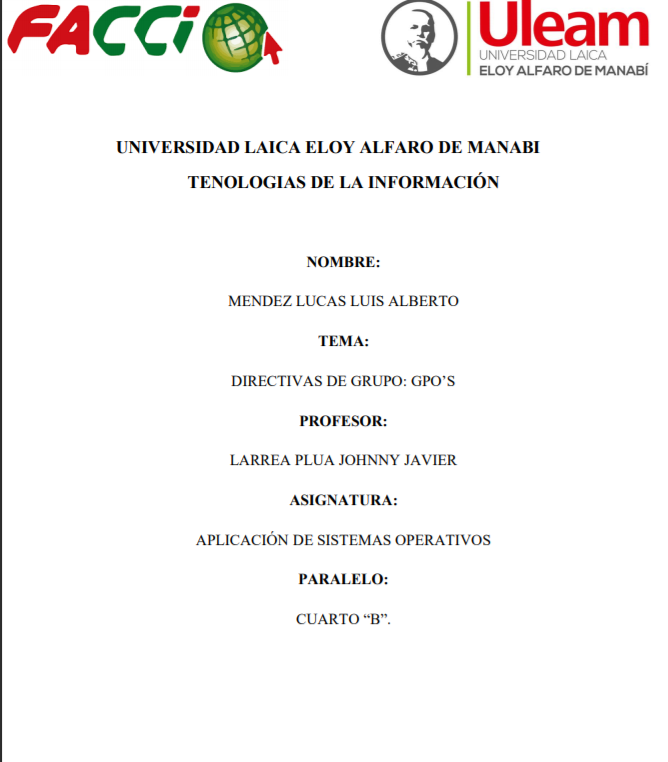 FACCi
Uleam
UNIVERSIDAD LAICA
ELOY ALFARO DE MANABÍ
UNIVERSIDAD LAICA ELOY ALFARO DE MANABI
TENOLOGIAS DE LA INFORMACIÓN
NOMBRE:
MENDEZ LUCAS LUIS ALBERTO
TEMA:
DIRECTIVAS DE GRUPO: GPO’S
PROFESOR:
LARREA PLUA JOHNNY JAVIER
ASIGNATURA:
APLICACIÓN DE SISTEMAS OPERATIVOS
PARALELO:
CUARTO “B”.